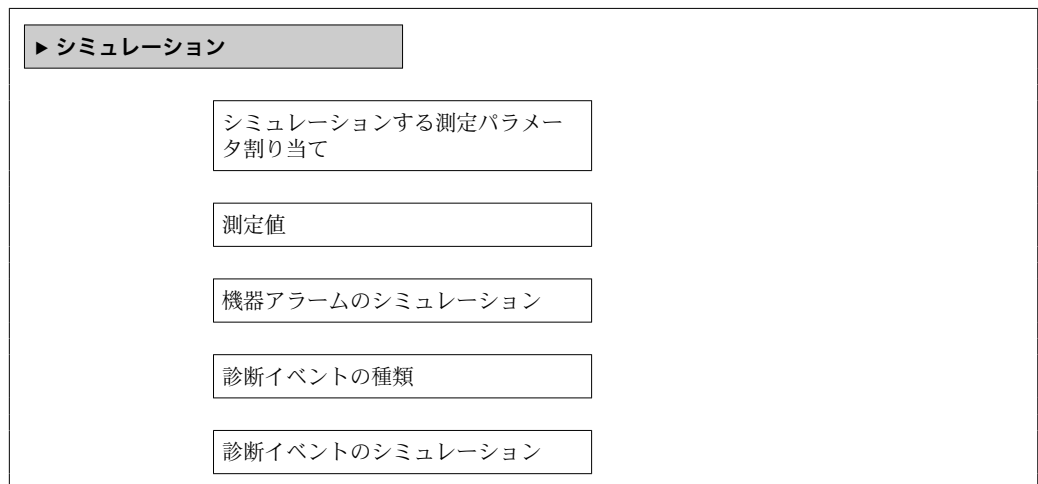 ▶ シミュレーション
シミュレーションする測定パラメー
タ割り当て
測定値
機器アラームのシミュレーション
診断イベントの種類
診断イベントのシミュレーション